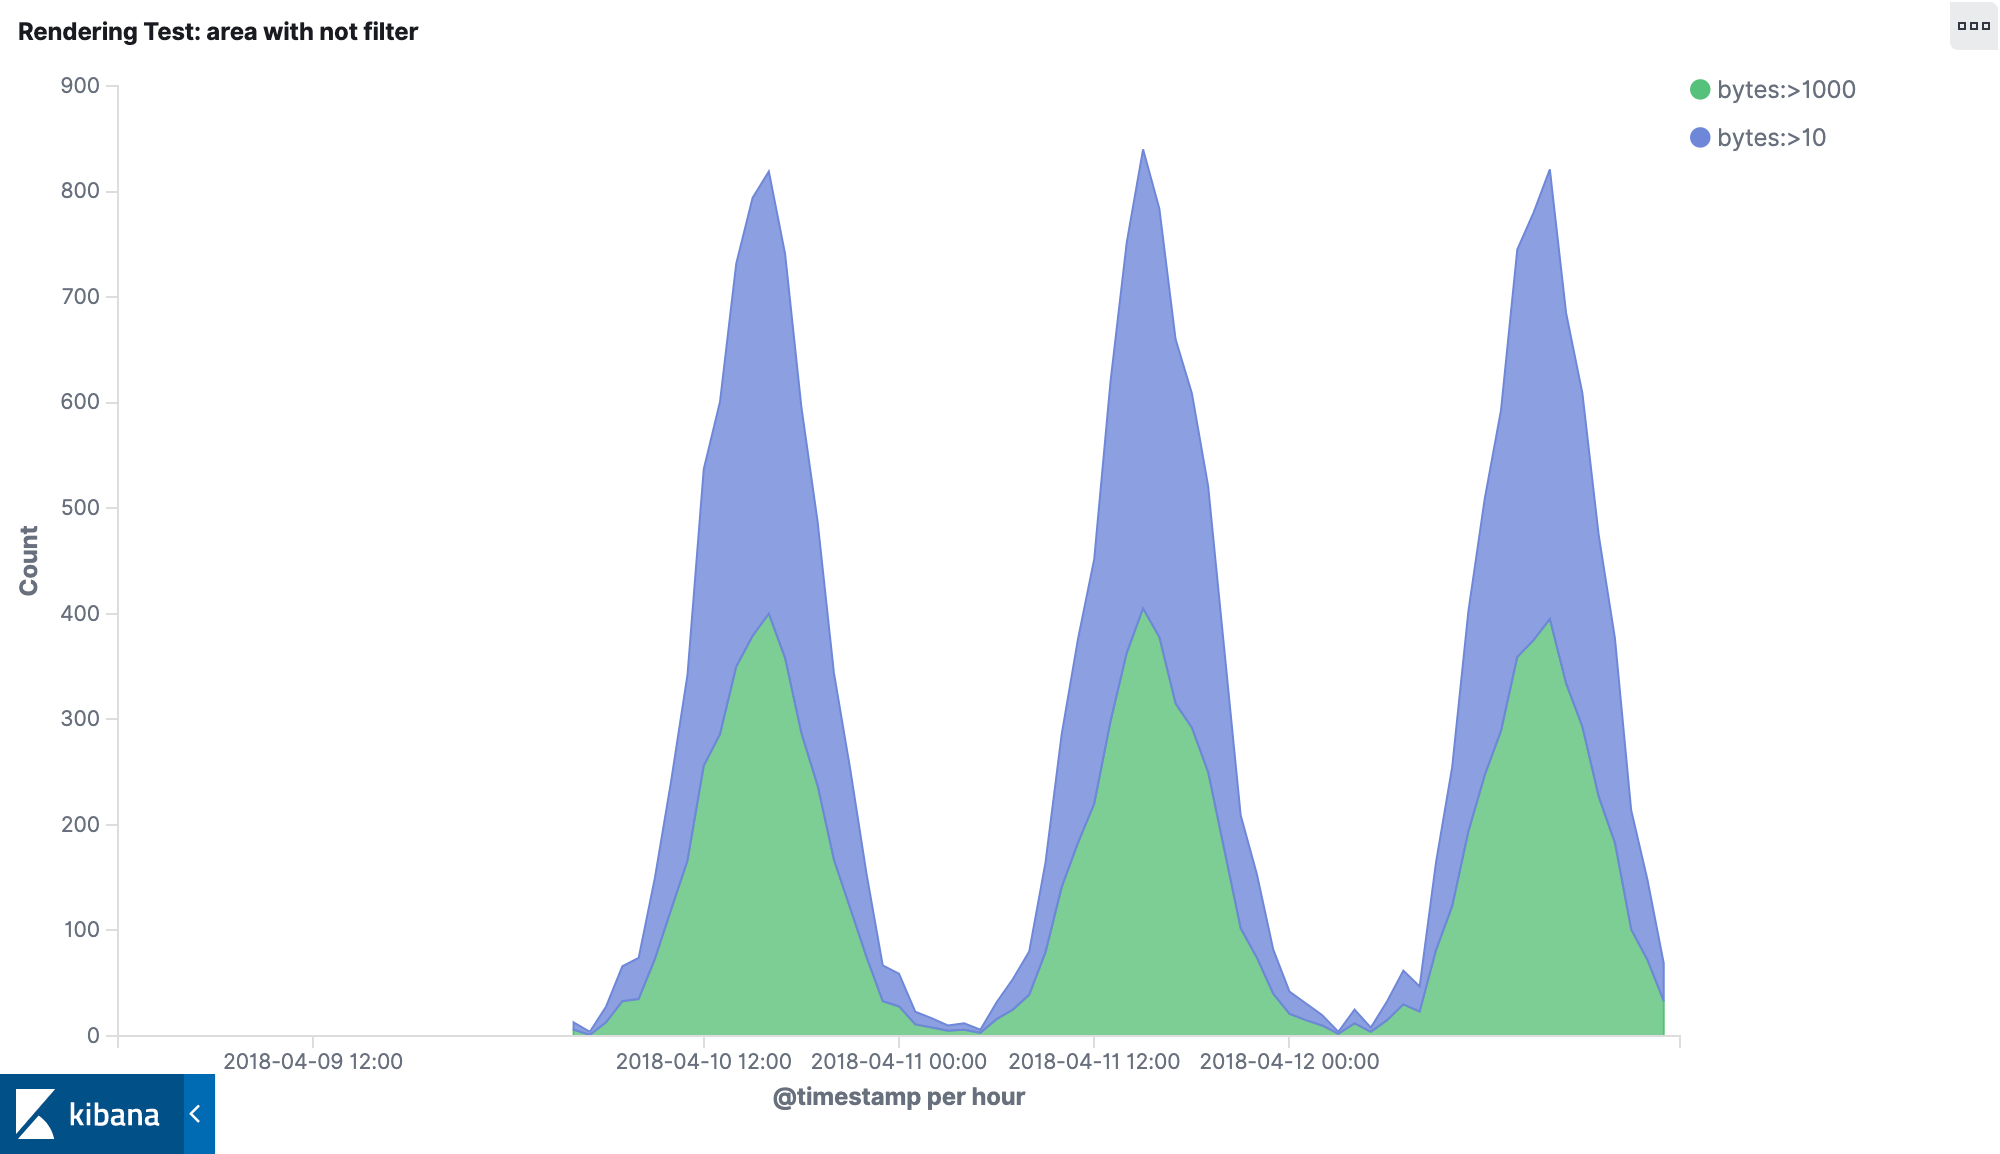 Rendering Test: area with not filter
bytes:>1000
bytes:>10
900
800
700
600
500
400
300
200
100
0
Count
2018-04-09 12:00
2018-04-10 12:00
2018-04-11 00:00
2018-04-11 12:00
2018-04-12 00:00
@timestamp per hour
kibana